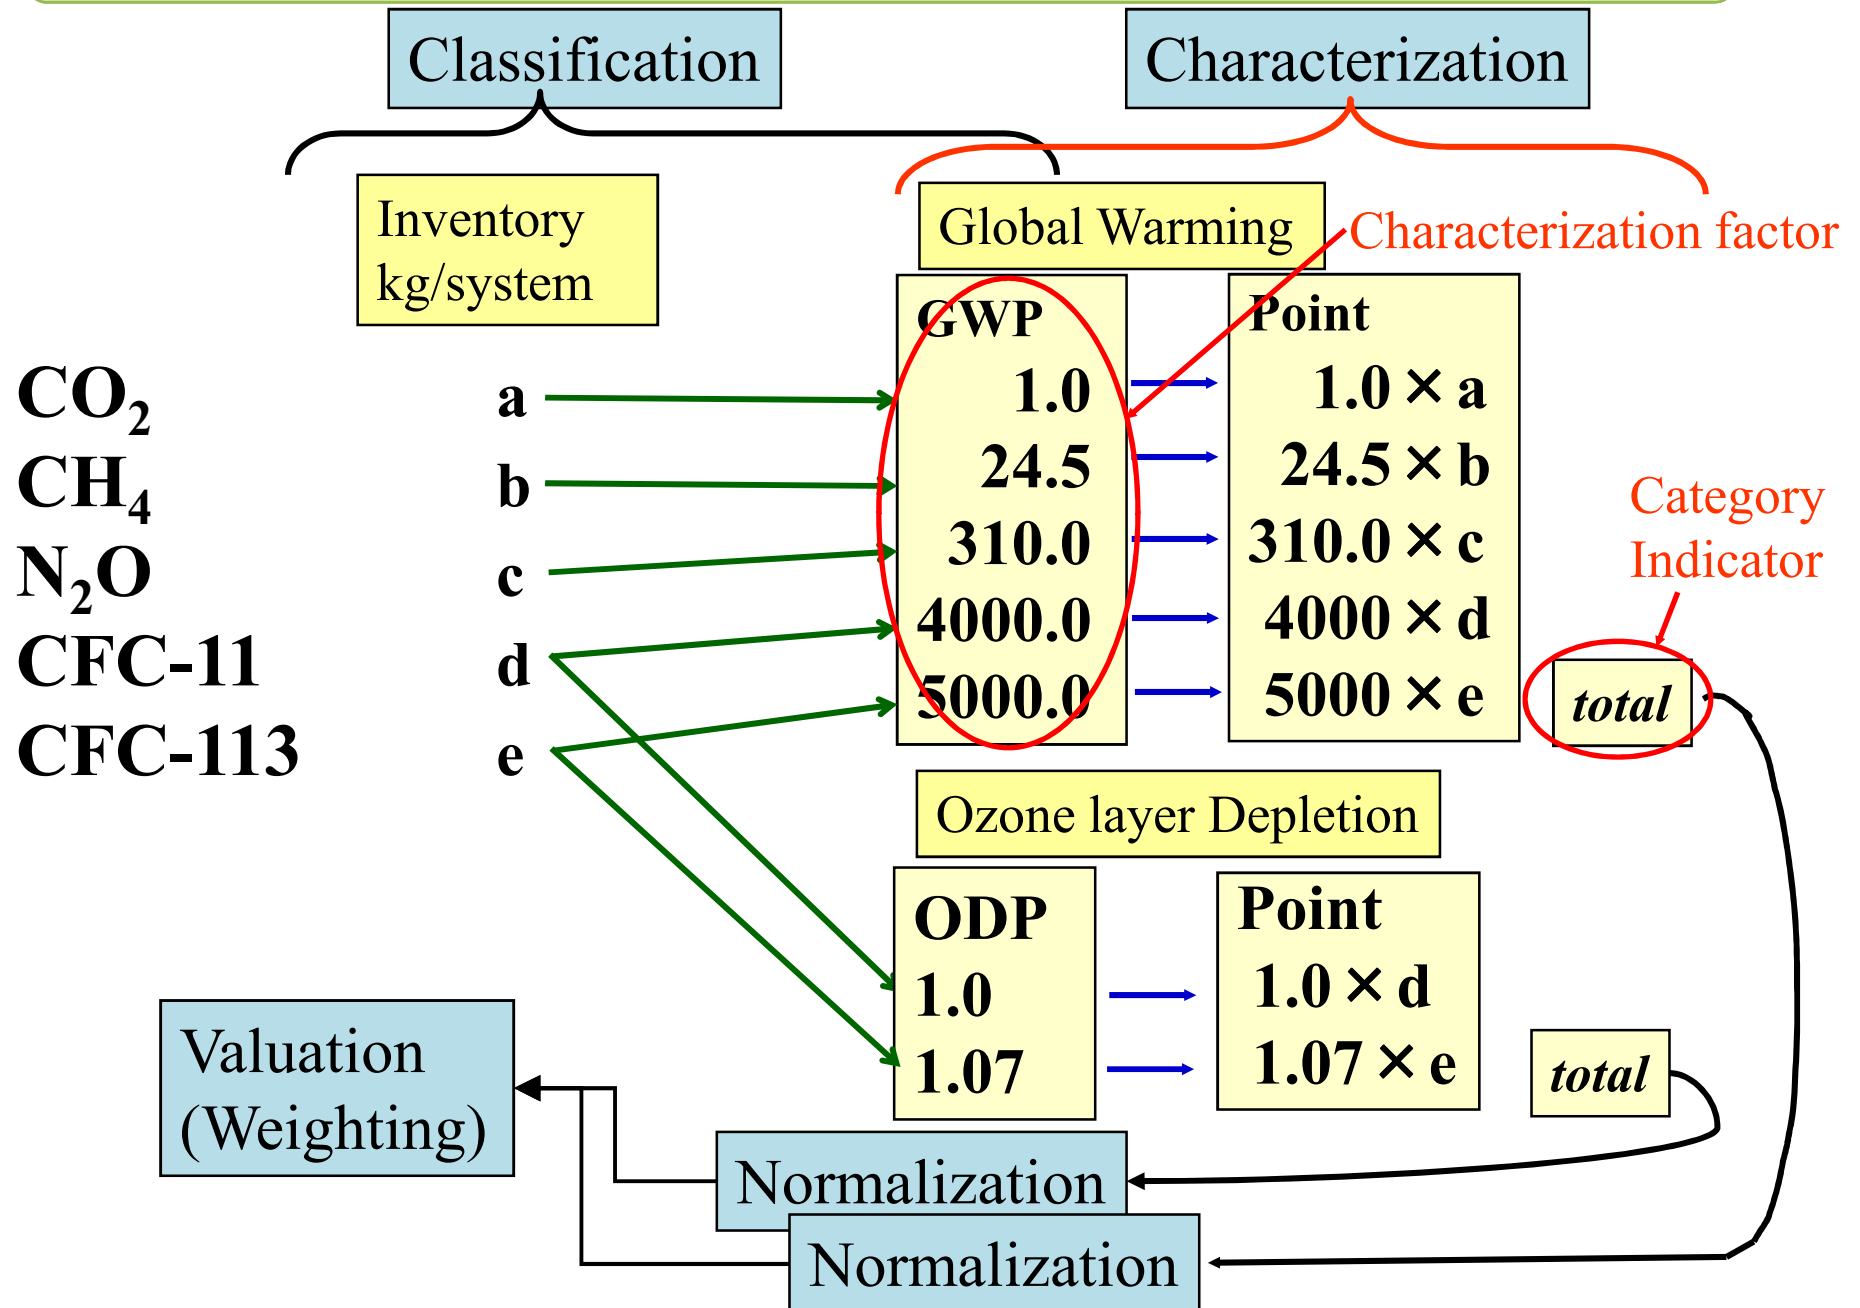 Classification
Characterization
Inventory
kg/system
Global Warming
Characterization factor
GWP
Point
CO₂ a 1.0 1.0 × a
CH₄ b 24.5 24.5 × b
N₂O c 310.0 310.0 × c
CFC-11 d 4000.0 4000 × d
CFC-113 e 5000.0 5000 × e
Category
Indicator
total
Ozone layer Depletion
ODP
Point
1.0 1.0 × d
1.07 1.07 × e
total
Valuation
(Weighting)
Normalization
Normalization